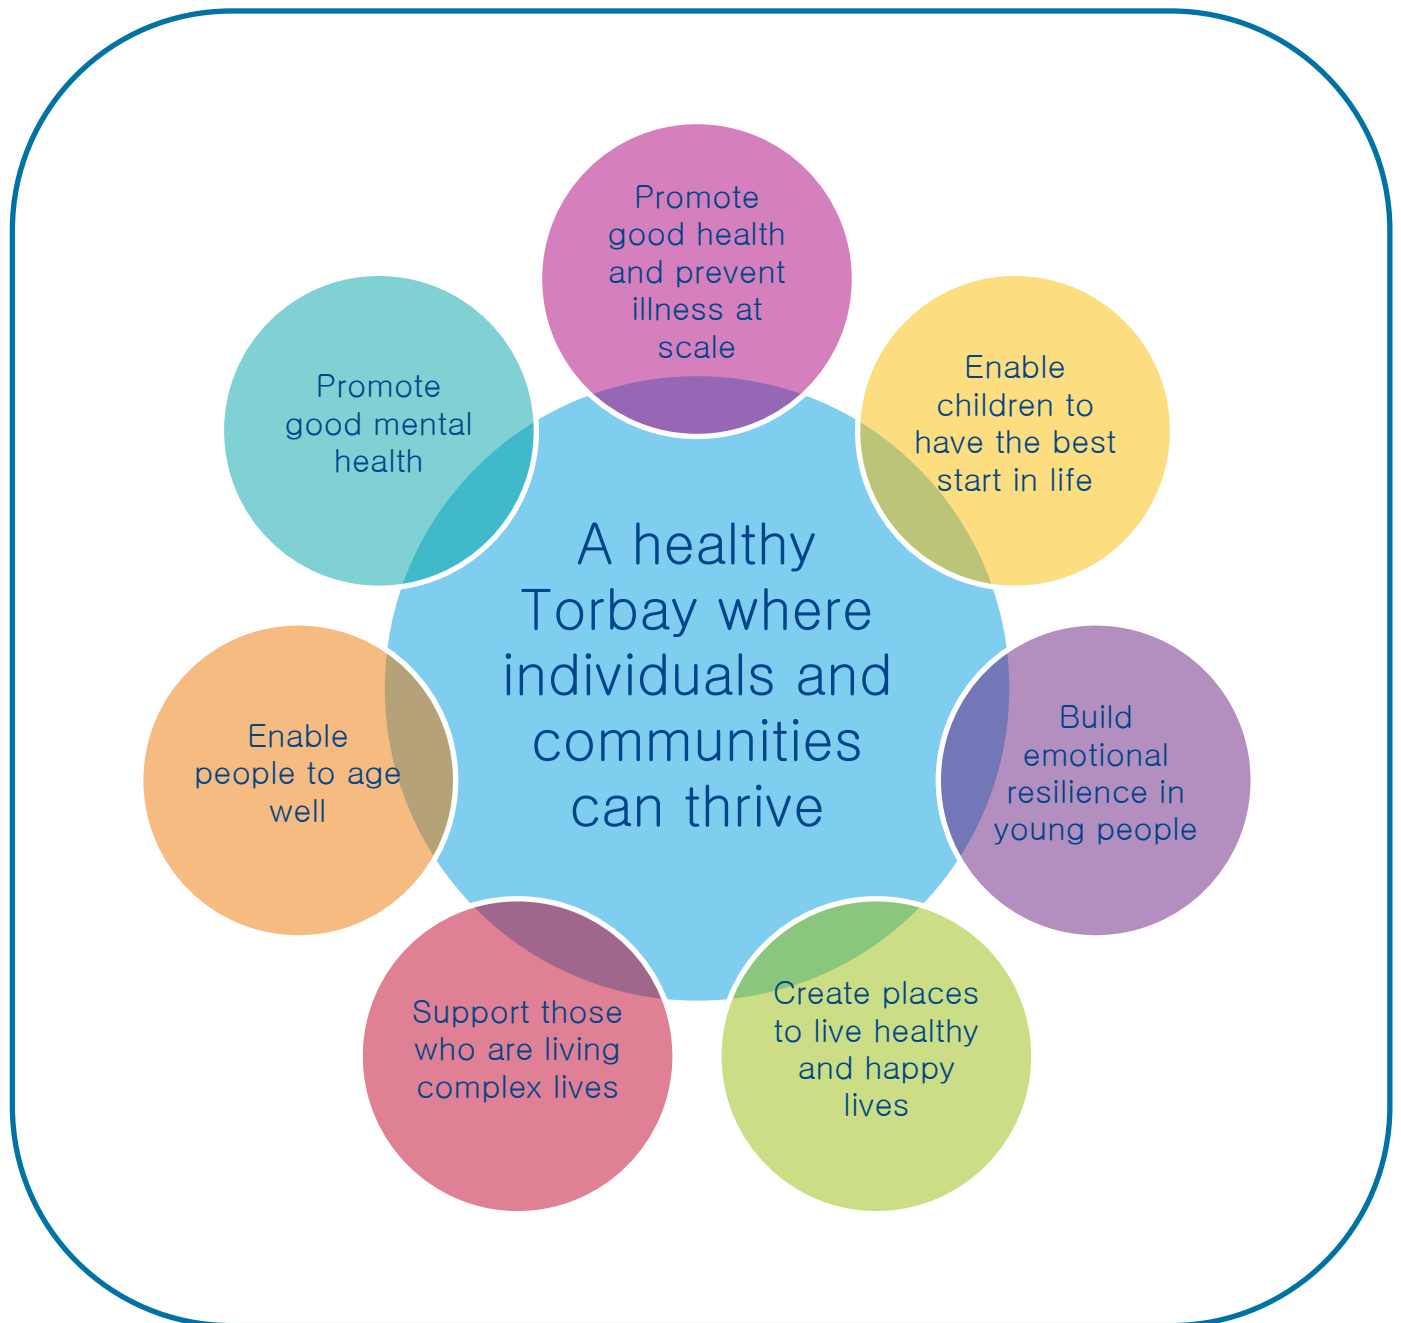 Promote
good health
and prevent
illness at
scale
Enable
children to
have the best
start in life
Build
emotional
resilience in
young people
Create places
to live healthy
and happy
lives
Support those
who are living
complex lives
Enable
people to age
well
Promote
good mental
health
A healthy
Torbay where
individuals and
communities
can thrive